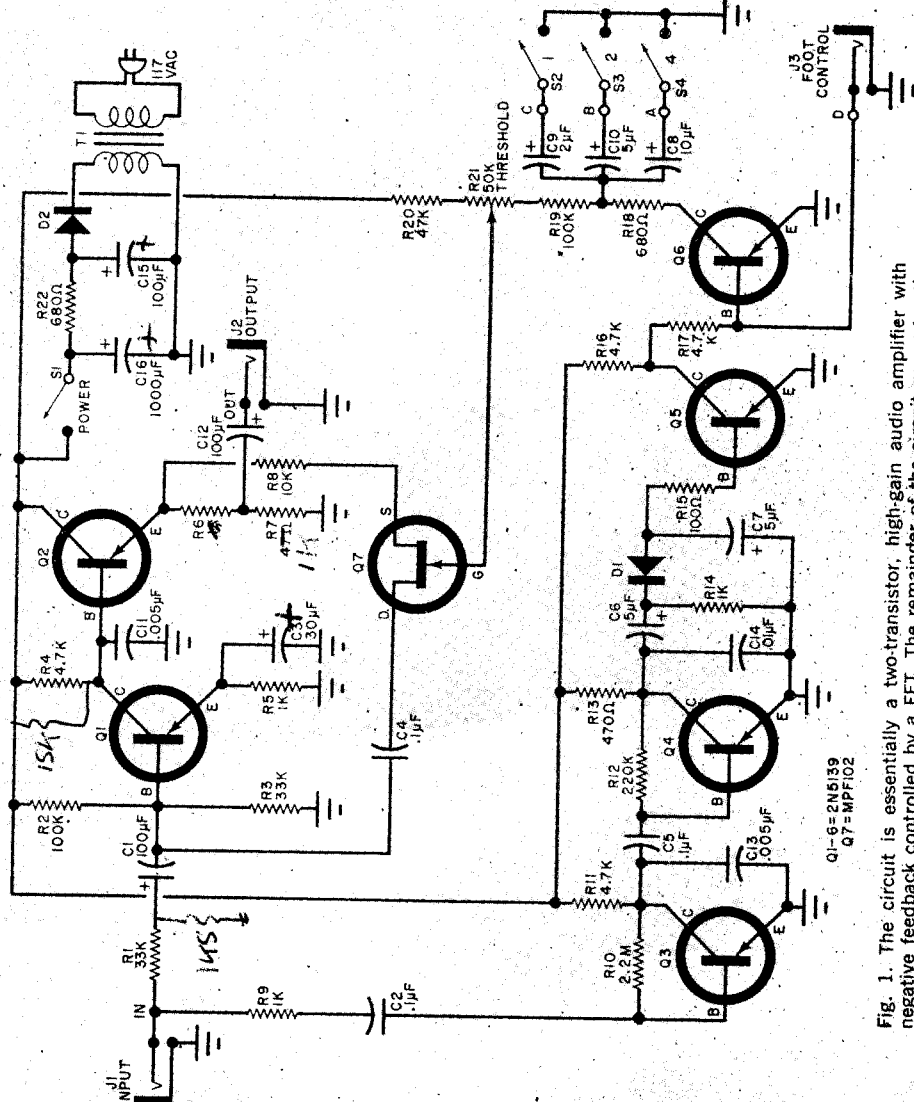 J1
INPUT
IN
R1
33K
R9
1K
C2
.1µF
C1
100µF
+
R2
100K
R3
33K
15K
R4
4.7K
Q1
B
C
E
R5
1K
C3
30µF
+
C11
.005µF
C4
.1µF
Q2
B
C
E
R6
R7
47Ω
1K
R8
10K
C12
100µF
+
OUT
J2
OUTPUT
V
Q7
D
S
G
POWER
S1
R22
680Ω
C16
1000µF
+
C15
100µF
+
D2
T1
117
VAC
R20
47K
R21
50K
THRESHOLD
R19
100K
R18
680Ω
C9
2µF
+
C10
5µF
+
C8
10µF
+
C
B
A
S2
S3
S4
1
2
4
J3
FOOT
CONTROL
V
D
Q6
B
C
E
R16
4.7K
R17
4.7
K
Q5
B
C
E
R15
100Ω
D1
C7
5µF
+
C6
5µF
+
R14
1K
C14
.01µF
R13
470Ω
R12
220K
Q4
B
C
E
C5
.1µF
R11
4.7K
R10
2.2M
C13
.005µF
Q3
B
C
E
V
Q1-6=2N5139
Q7=MPF102
Fig. 1. The circuit is essentially a two-transistor, high-gain audio amplifier with
negative feedback controlled by a FET. The remainder of the circuit